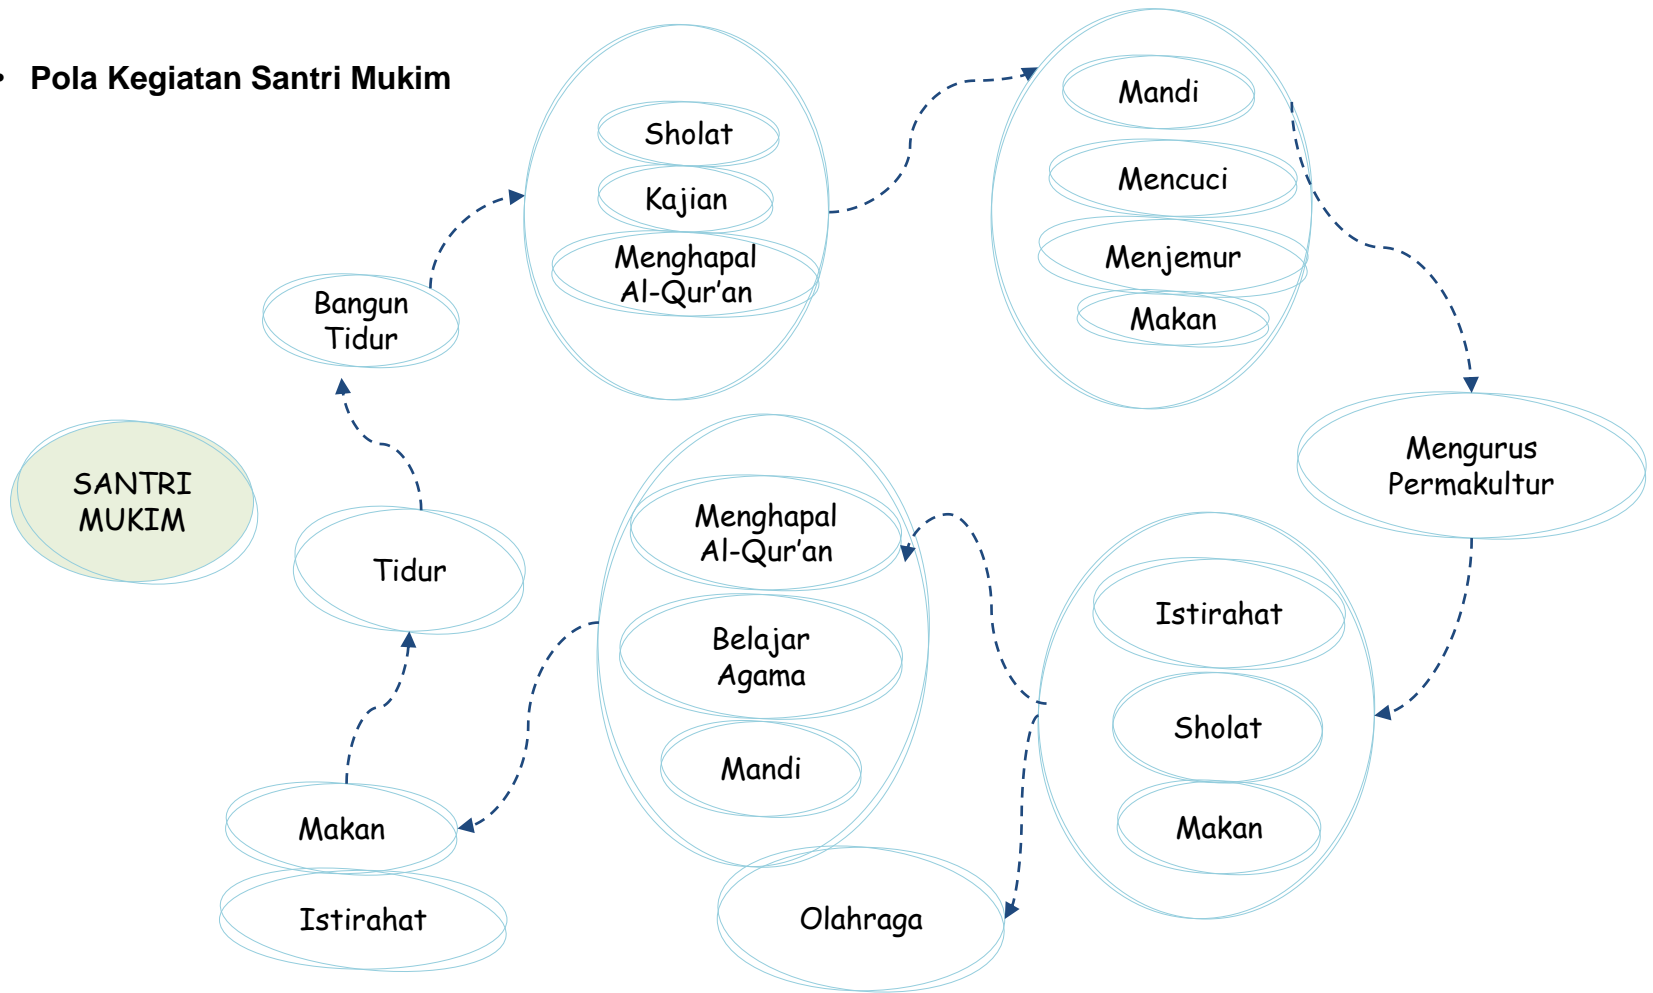 • Pola Kegiatan Santri Mukim
SANTRI
MUKIM
Bangun
Tidur
Sholat
Kajian
Menghapal
Al-Qur’an
Mandi
Mencuci
Menjemur
Makan
Mengurus
Permakultur
Istirahat
Sholat
Makan
Menghapal
Al-Qur’an
Belajar
Agama
Mandi
Olahraga
Makan
Istirahat
Tidur